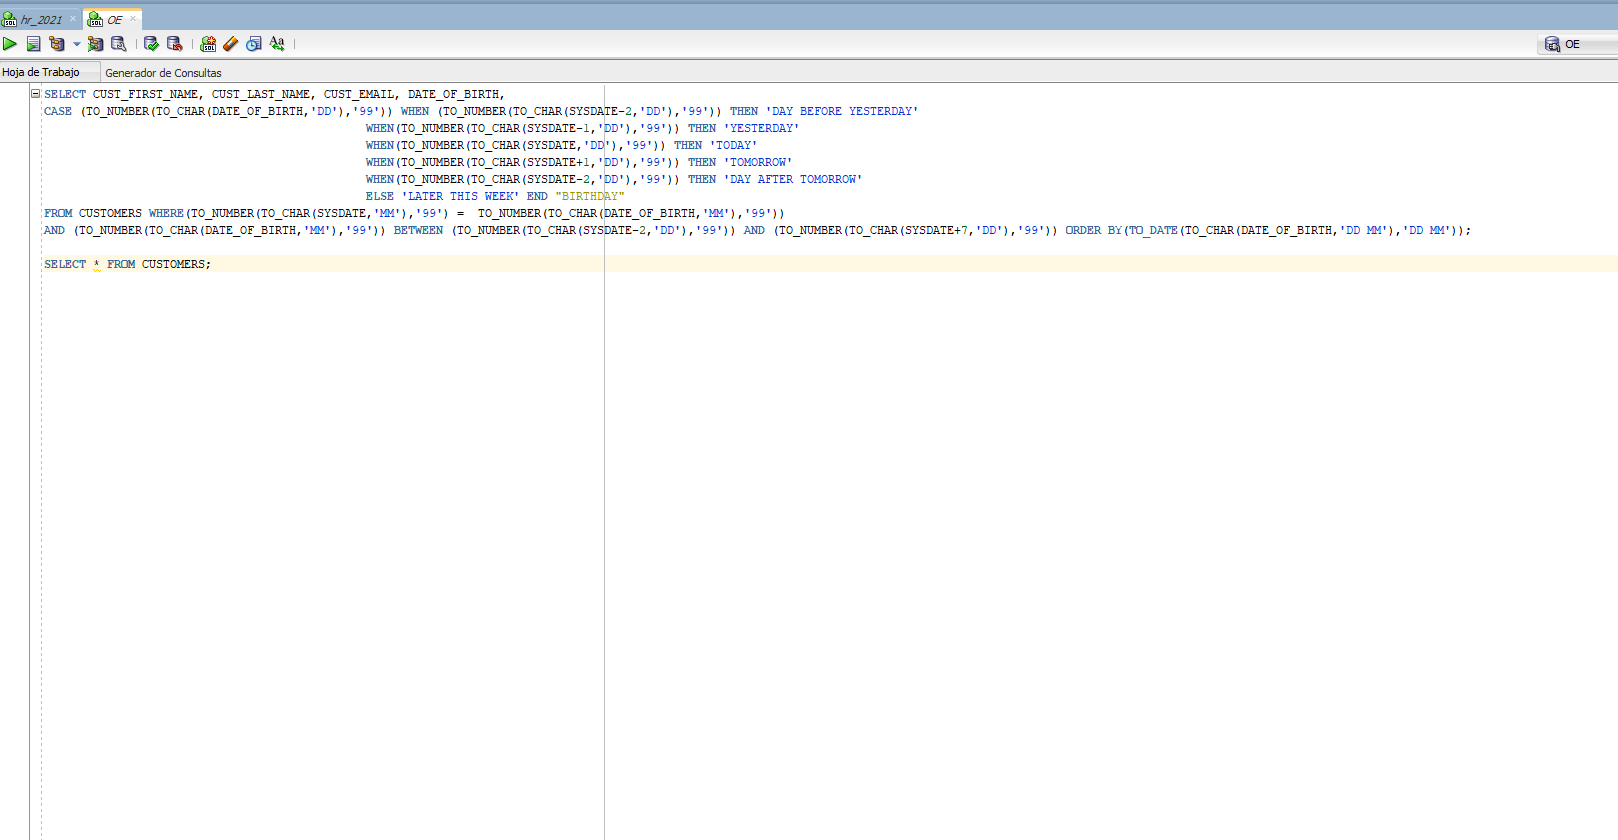 hr_2021 OE
OE
Hoja de Trabajo Generador de Consultas
SELECT CUST_FIRST_NAME, CUST_LAST_NAME, CUST_EMAIL, DATE_OF_BIRTH,
CASE (TO_NUMBER(TO_CHAR(DATE_OF_BIRTH,'DD'),'99')) WHEN (TO_NUMBER(TO_CHAR(SYSDATE-2,'DD'),'99')) THEN 'DAY BEFORE YESTERDAY'
WHEN(TO_NUMBER(TO_CHAR(SYSDATE-1,'DD'),'99')) THEN 'YESTERDAY'
WHEN(TO_NUMBER(TO_CHAR(SYSDATE,'DD'),'99')) THEN 'TODAY'
WHEN(TO_NUMBER(TO_CHAR(SYSDATE+1,'DD'),'99')) THEN 'TOMORROW'
WHEN(TO_NUMBER(TO_CHAR(SYSDATE-2,'DD'),'99')) THEN 'DAY AFTER TOMORROW'
ELSE 'LATER THIS WEEK' END "BIRTHDAY"
FROM CUSTOMERS WHERE(TO_NUMBER(TO_CHAR(SYSDATE,'MM'),'99') =  TO_NUMBER(TO_CHAR(DATE_OF_BIRTH,'MM'),'99'))
AND (TO_NUMBER(TO_CHAR(DATE_OF_BIRTH,'MM'),'99')) BETWEEN (TO_NUMBER(TO_CHAR(SYSDATE-2,'DD'),'99')) AND (TO_NUMBER(TO_CHAR(SYSDATE+7,'DD'),'99')) ORDER BY(TO_DATE(TO_CHAR(DATE_OF_BIRTH,'DD MM'),'DD MM'));
SELECT * FROM CUSTOMERS;